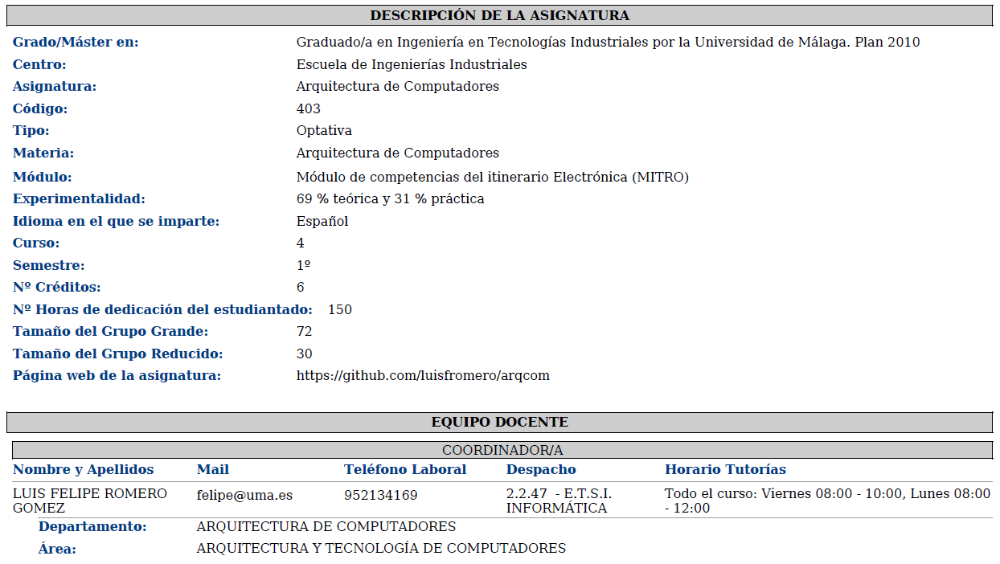 DESCRIPCIÓN DE LA ASIGNATURA
Grado/Máster en: Graduado/a en Ingeniería en Tecnologías Industriales por la Universidad de Málaga. Plan 2010
Centro: Escuela de Ingenierías Industriales
Asignatura: Arquitectura de Computadores
Código: 403
Tipo: Optativa
Materia: Arquitectura de Computadores
Módulo: Módulo de competencias del itinerario Electrónica (MITRO)
Experimentalidad: 69 % teórica y 31 % práctica
Idioma en el que se imparte: Español
Curso: 4
Semestre: 1º
Nº Créditos: 6
Nº Horas de dedicación del estudiantado: 150
Tamaño del Grupo Grande: 72
Tamaño del Grupo Reducido: 30
Página web de la asignatura: https://github.com/luisfromero/arqcom
EQUIPO DOCENTE
COORDINADOR/A
Nombre y Apellidos Mail Teléfono Laboral Despacho Horario Tutorías
LUIS FELIPE ROMERO felipe@uma.es 952134169 2.2.47 - E.T.S.I. Todo el curso: Viernes 08:00 - 10:00, Lunes 08:00
GOMEZ INFORMÁTICA - 12:00
Departamento: ARQUITECTURA DE COMPUTADORES
Área: ARQUITECTURA Y TECNOLOGÍA DE COMPUTADORES